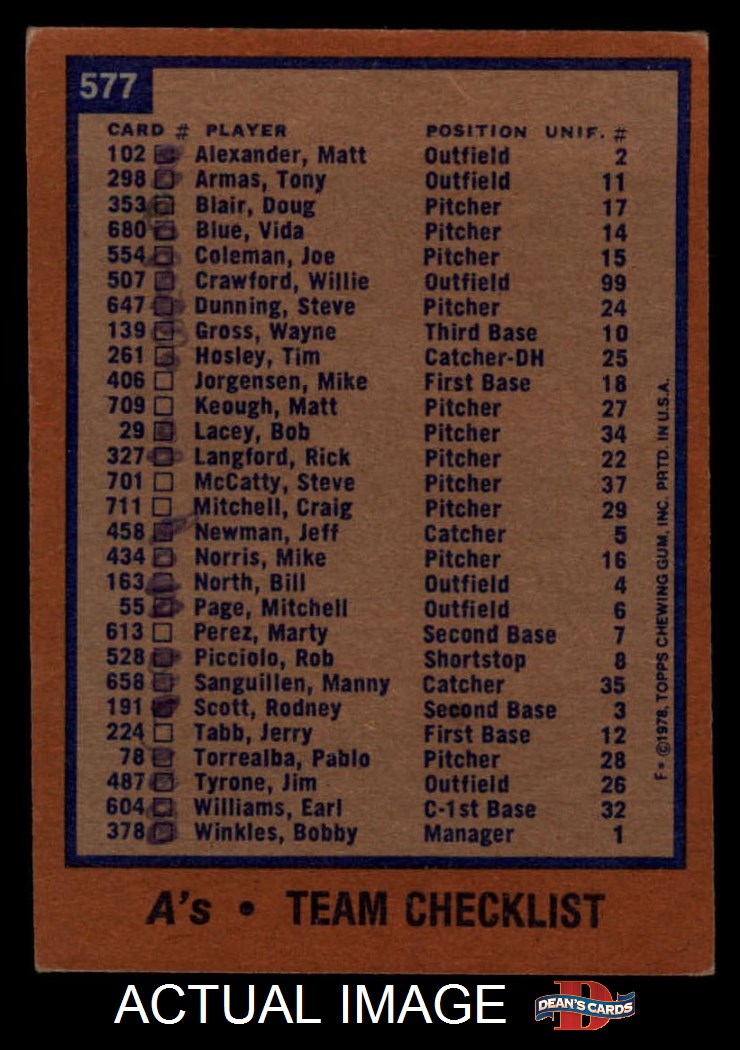 577
CARD # PLAYER POSITION UNIF. #
102 Alexander, Matt Outfield 2
298 Armas, Tony Outfield 11
353 Blair, Doug Pitcher 17
680 Blue, Vida Pitcher 14
554 Coleman, Joe Pitcher 15
507 Crawford, Willie Outfield 99
647 Dunning, Steve Pitcher 24
139 Gross, Wayne Third Base 10
261 Hosley, Tim Catcher-DH 25
406 Jorgensen, Mike First Base 18
709 Keough, Matt Pitcher 27
29 Lacey, Bob Pitcher 34
327 Langford, Rick Pitcher 22
701 McCatty, Steve Pitcher 37
711 Mitchell, Craig Pitcher 29
458 Newman, Jeff Catcher 5
434 Norris, Mike Pitcher 16
163 North, Bill Outfield 4
55 Page, Mitchell Outfield 6
613 Perez, Marty Second Base 7
528 Picciolo, Rob Shortstop 8
658 Sanguillen, Manny Catcher 35
191 Scott, Rodney Second Base 3
224 Tabb, Jerry First Base 12
78 Torrealba, Pablo Pitcher 28
487 Tyrone, Jim Outfield 26
604 Williams, Earl C-1st Base 32
378 Winkles, Bobby Manager 1
F* ©1978, TOPPS CHEWING GUM, INC. PRTD. IN U.S.A.
A's • TEAM CHECKLIST
ACTUAL IMAGE
DEAN'S CARDS